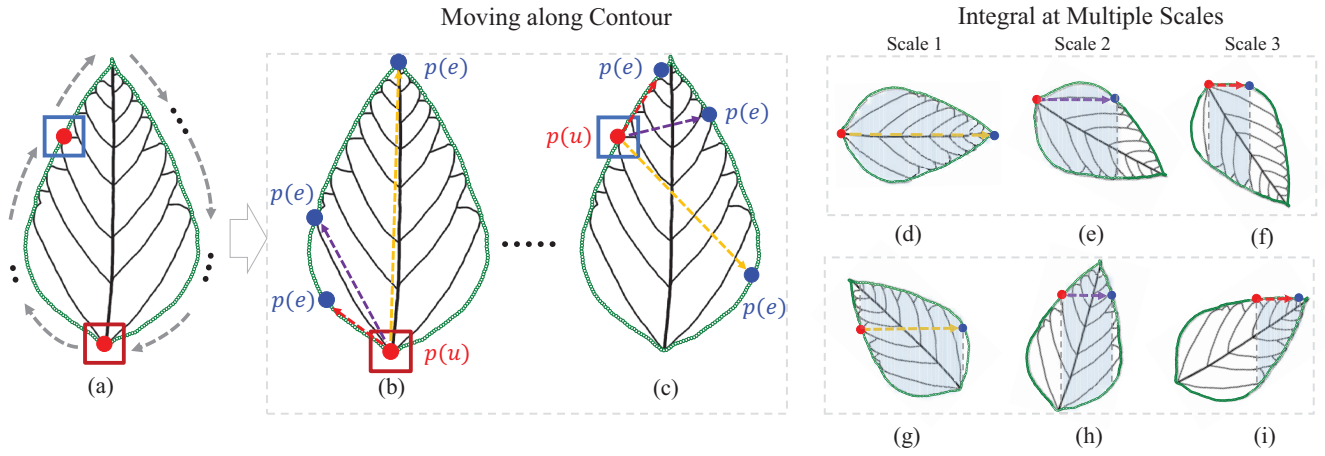 Moving along Contour
Integral at Multiple Scales
Scale 1
Scale 2
Scale 3
p(e)
p(e)
p(e)
p(u)
(a)
(b)
p(e)
p(e)
p(u)
p(e)
(c)
(d)
(e)
(f)
(g)
(h)
(i)